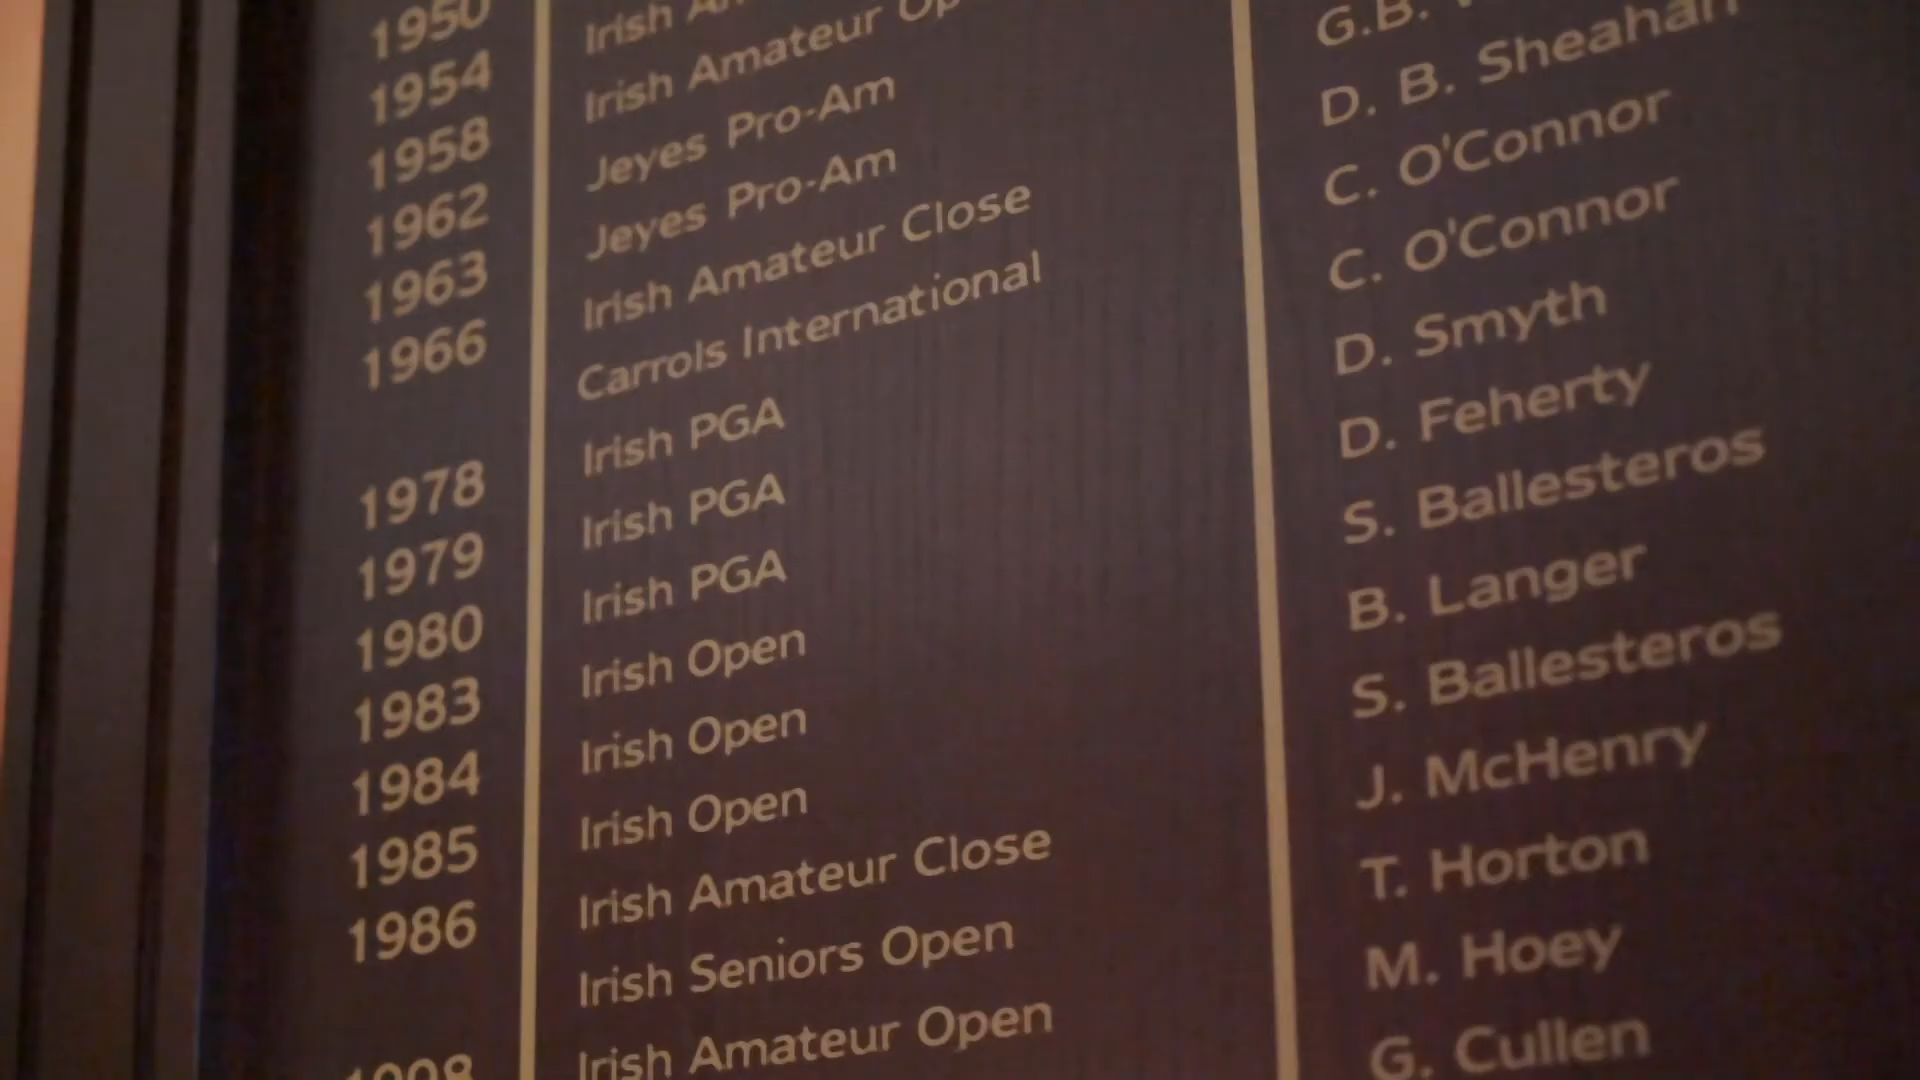 1950
1954
1958
1962
1963
1966
1978
1979
1980
1983
1984
1985
1986
Irish
Irish Amateur
Jeyes Pro-Am
Jeyes Pro-Am
Irish Amateur Close
Carrols International
Irish PGA
Irish PGA
Irish PGA
Irish Open
Irish Open
Irish Open
Irish Amateur Close
Irish Seniors Open
Irish Amateur Open
G.B.
D. B. Sheahan
C. O'Connor
C. O'Connor
D. Smyth
D. Feherty
S. Ballesteros
B. Langer
S. Ballesteros
J. McHenry
T. Horton
M. Hoey
G. Cullen